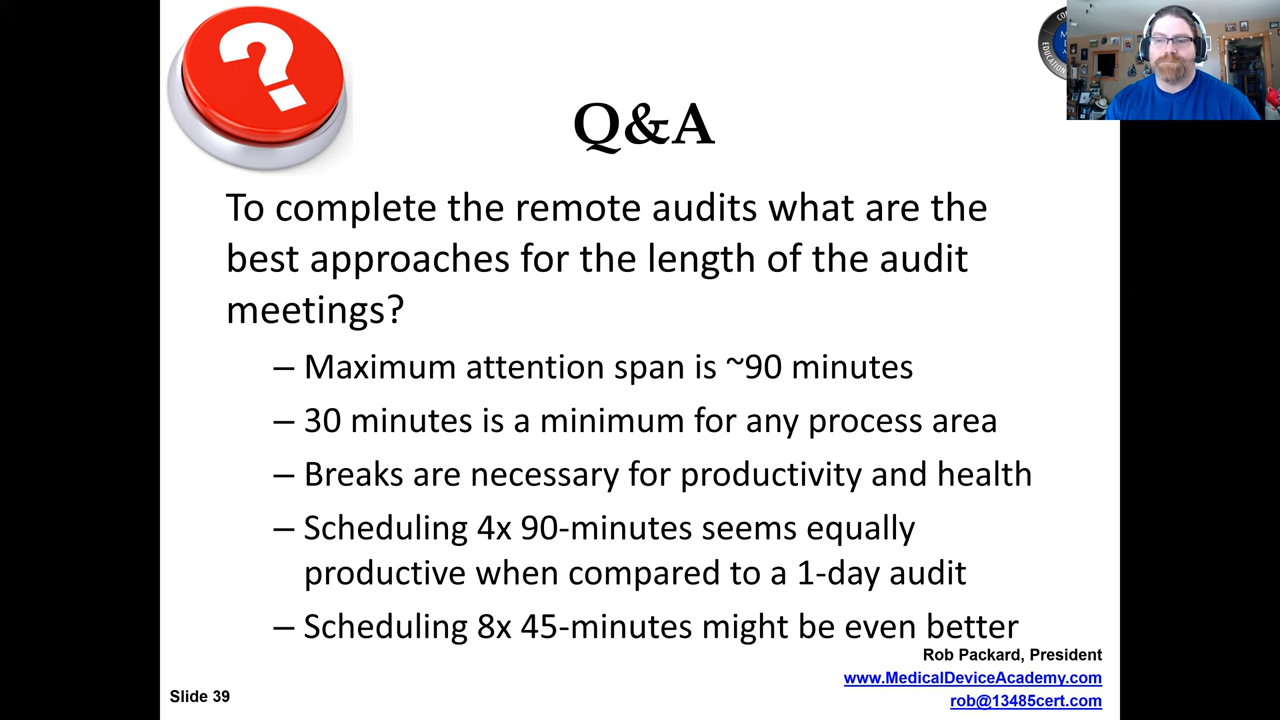 Q&A
To complete the remote audits what are the
best approaches for the length of the audit
meetings?
– Maximum attention span is ~90 minutes
– 30 minutes is a minimum for any process area
– Breaks are necessary for productivity and health
– Scheduling 4x 90-minutes seems equally
productive when compared to a 1-day audit
– Scheduling 8x 45-minutes might be even better
Rob Packard, President
www.MedicalDeviceAcademy.com
rob@13485cert.com
Slide 39